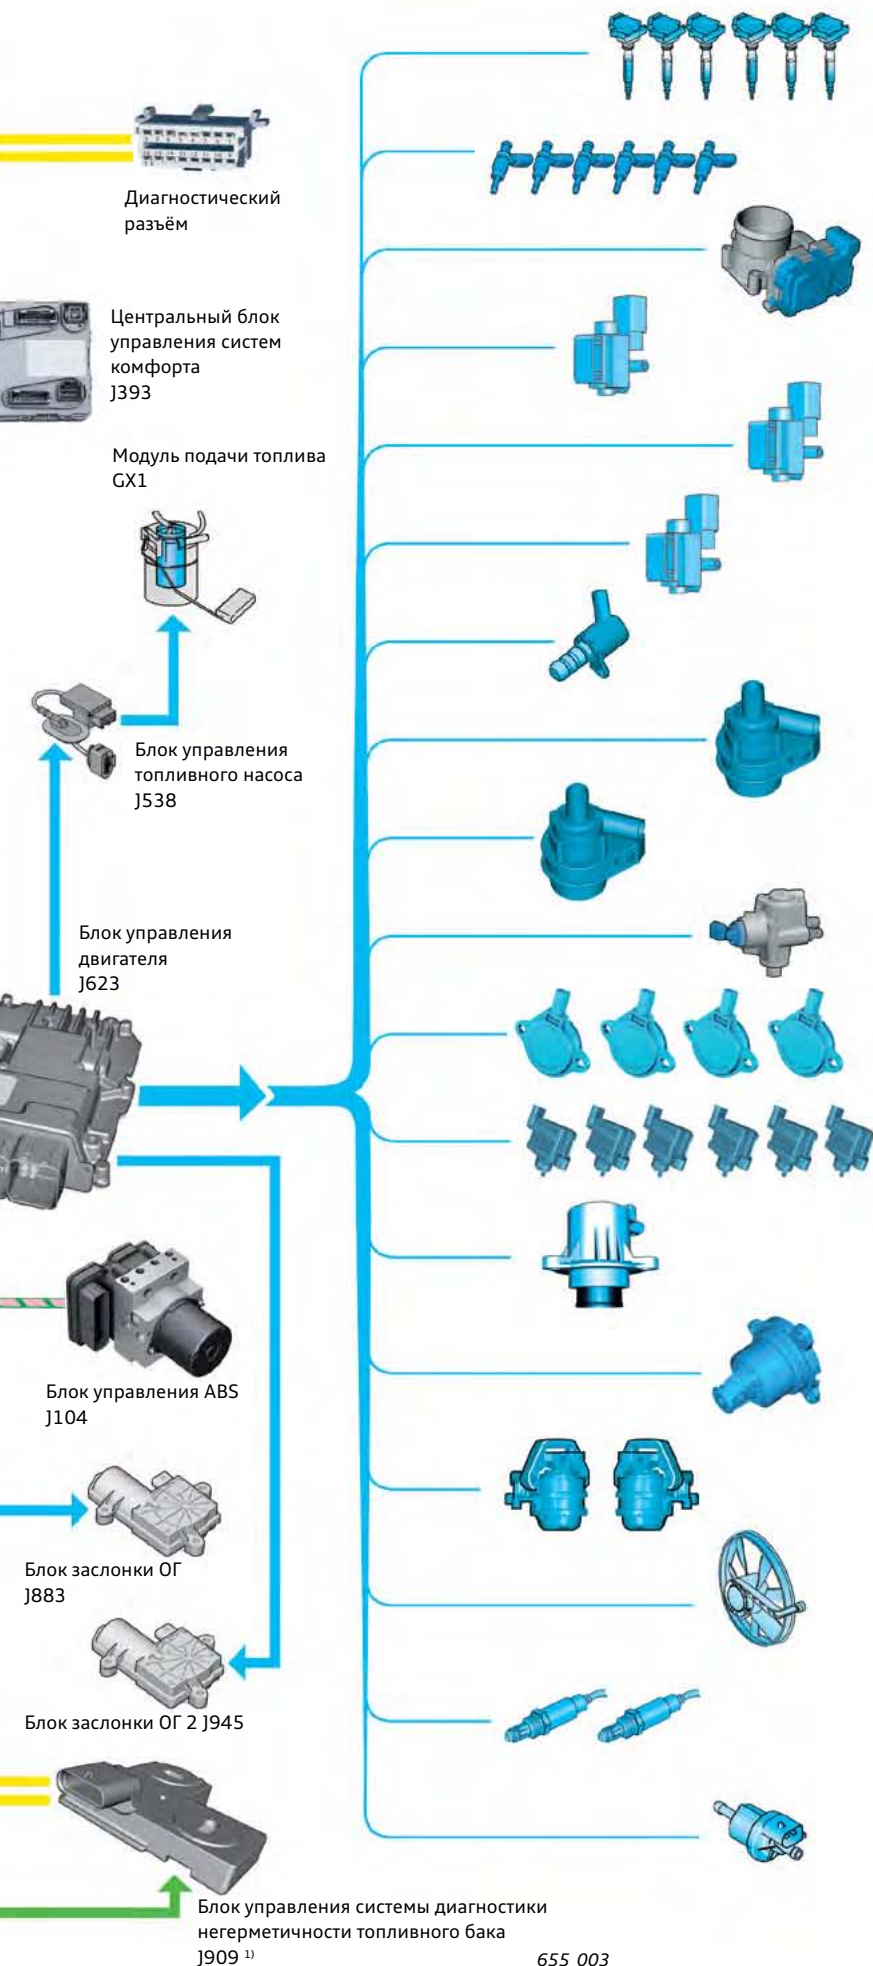 Диагностический
разъём
Центральный блок
управления систем
комфорта
J393
Модуль подачи топлива
GX1
Блок управления
топливного насоса
J538
Блок управления
двигателя
J623
Блок управления ABS
J104
Блок заслонки ОГ
J883
Блок заслонки ОГ 2 J945
Блок управления системы диагностики
негерметичности топливного бака
J909 ¹⁾
655_003